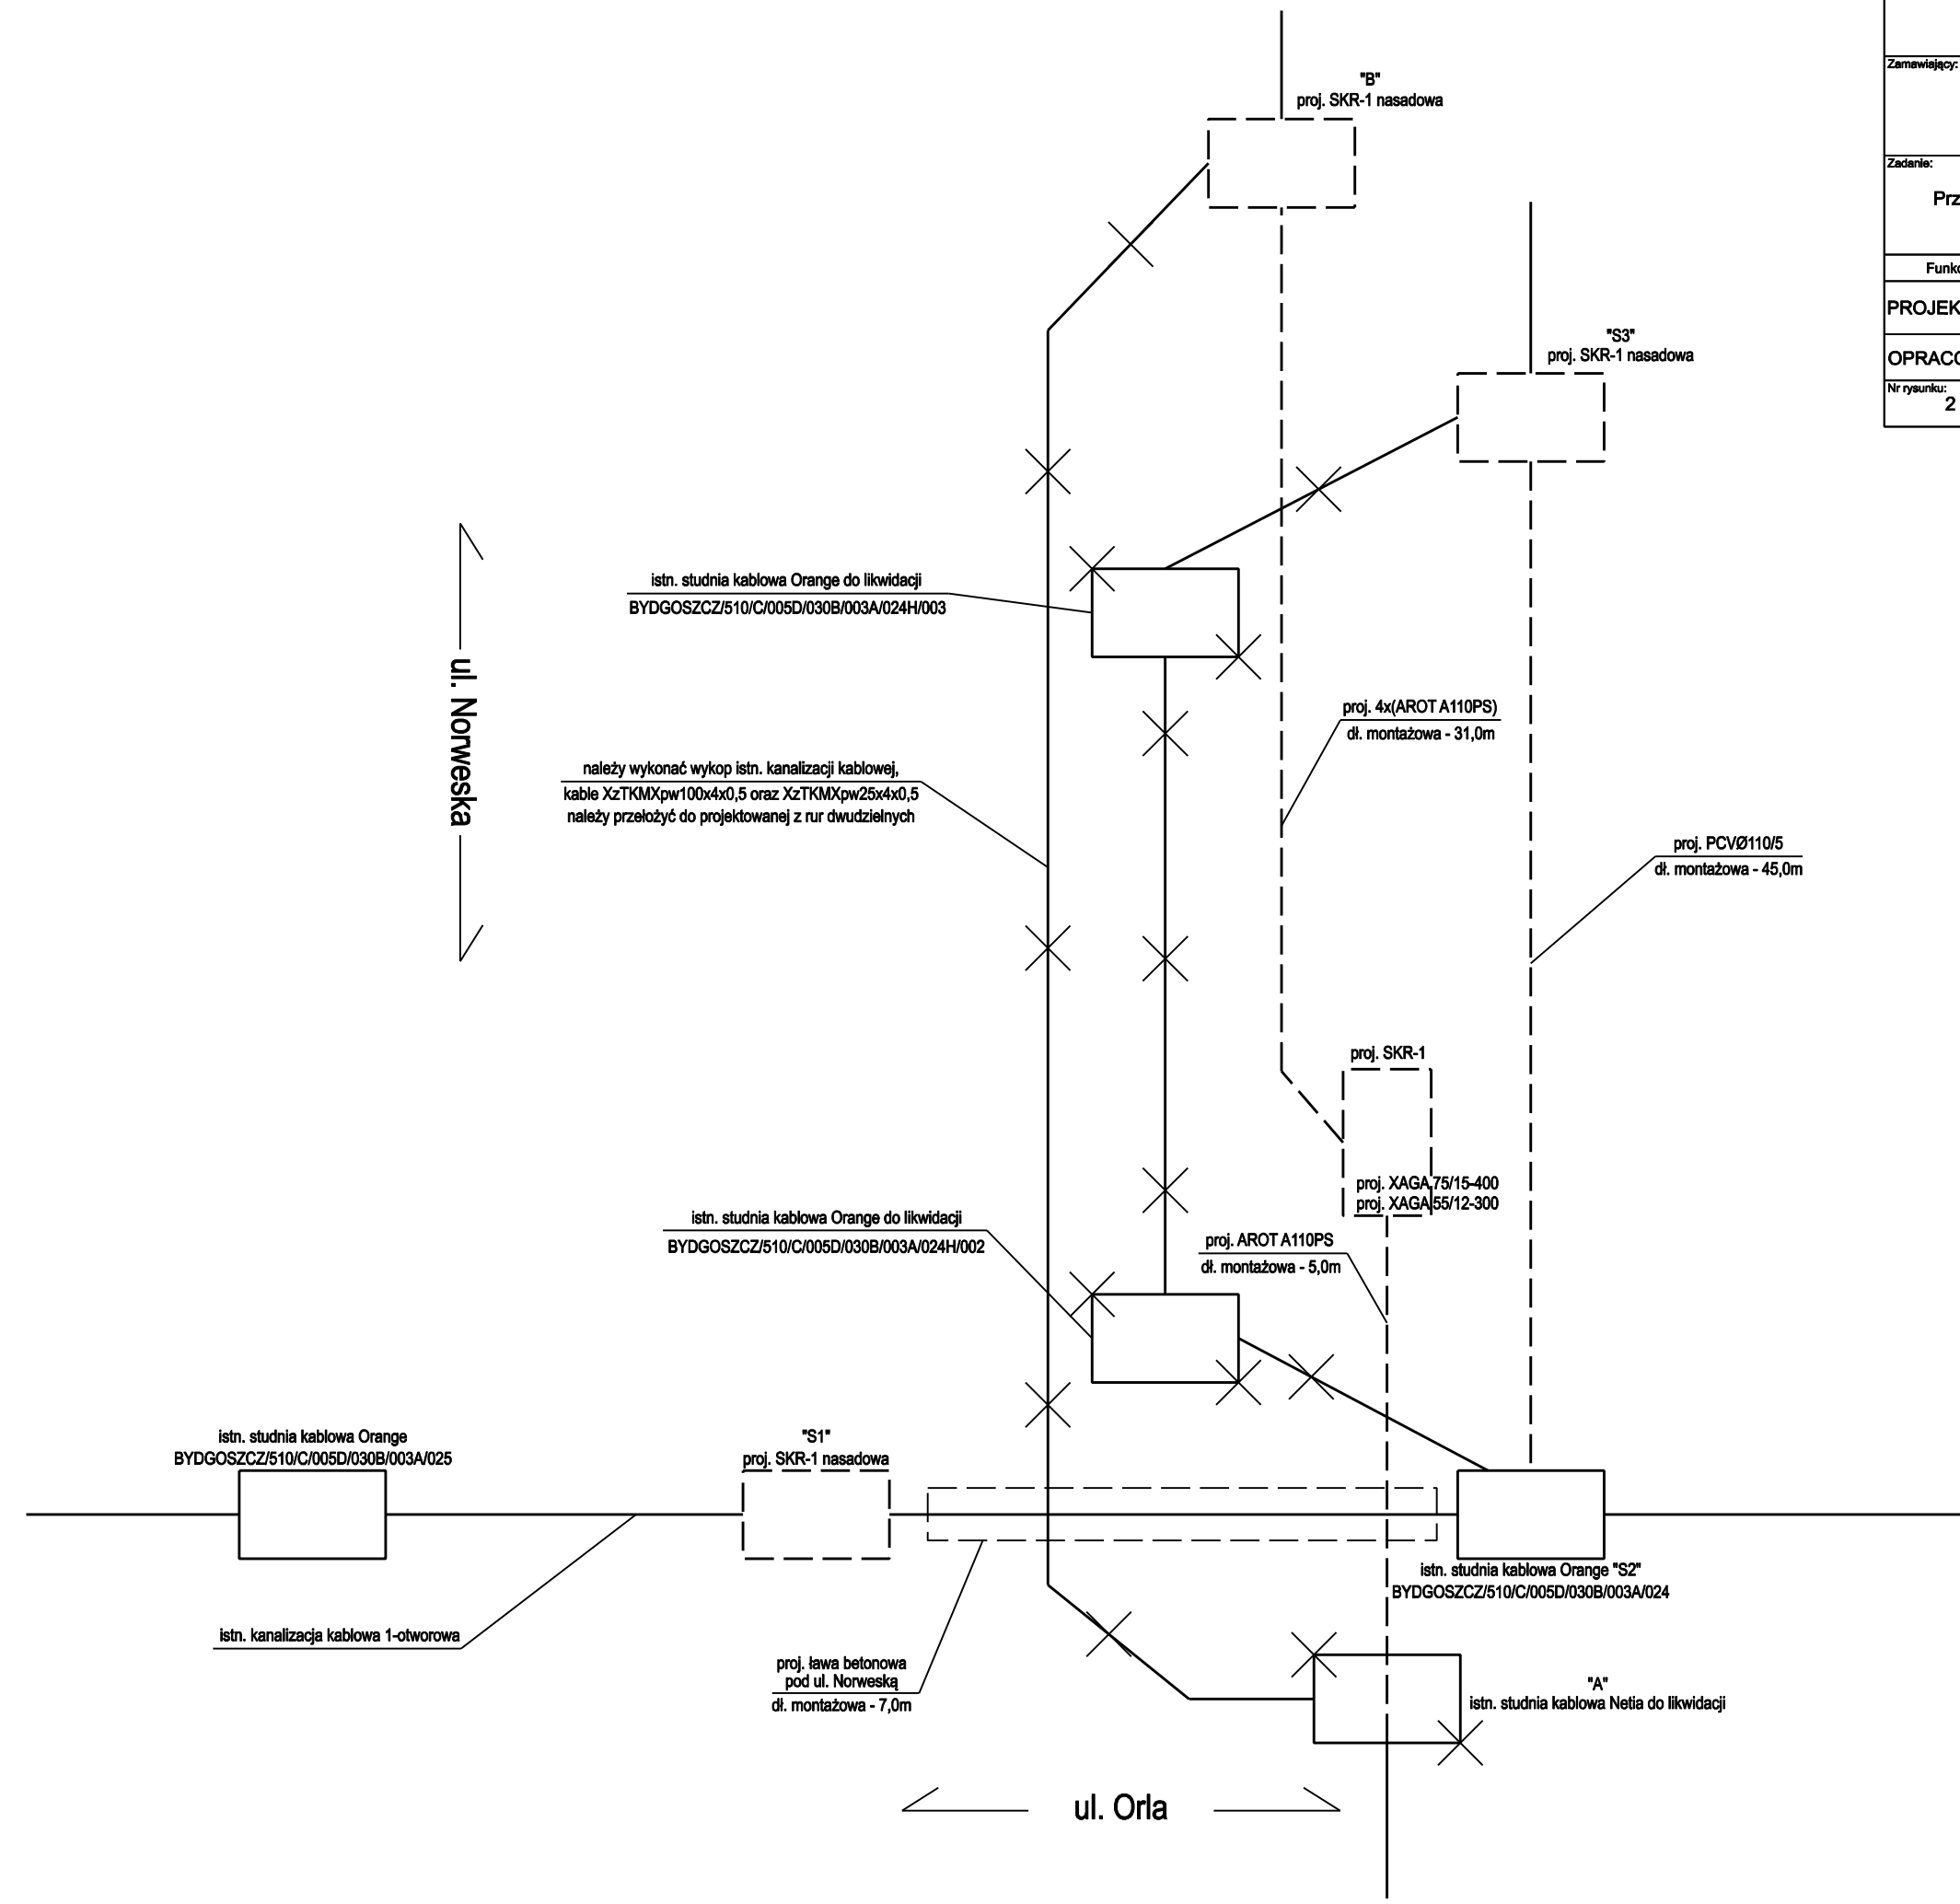 "B"
proj. SKR-1 nasadowa
Zamawiający:
Zadanie:
Prz
Funkc
PROJEK
OPRACO
Nr rysunku:
2
"S3"
proj. SKR-1 nasadowa
istn. studnia kablowa Orange do likwidacji
BYDGOSZCZ/510/C/005D/030B/003A/024H/003
ul. Norweska
proj. 4x(AROT A110PS)
dł. montażowa - 31,0m
należy wykonać wykop istn. kanalizacji kablowej,
kable XzTKMXpw100x4x0,5 oraz XzTKMXpw25x4x0,5
należy przełożyć do projektowanej z rur dwudzielnych
proj. PCVØ110/5
dł. montażowa - 45,0m
proj. SKR-1
proj. XAGA 75/15-400
proj. XAGA 55/12-300
istn. studnia kablowa Orange do likwidacji
BYDGOSZCZ/510/C/005D/030B/003A/024H/002
proj. AROT A110PS
dł. montażowa - 5,0m
istn. studnia kablowa Orange
BYDGOSZCZ/510/C/005D/030B/003A/025
"S1"
proj. SKR-1 nasadowa
istn. studnia kablowa Orange "S2"
BYDGOSZCZ/510/C/005D/030B/003A/024
istn. kanalizacja kablowa 1-otworowa
proj. ława betonowa
pod ul. Norweską
dł. montażowa - 7,0m
"A"
istn. studnia kablowa Netia do likwidacji
ul. Orla